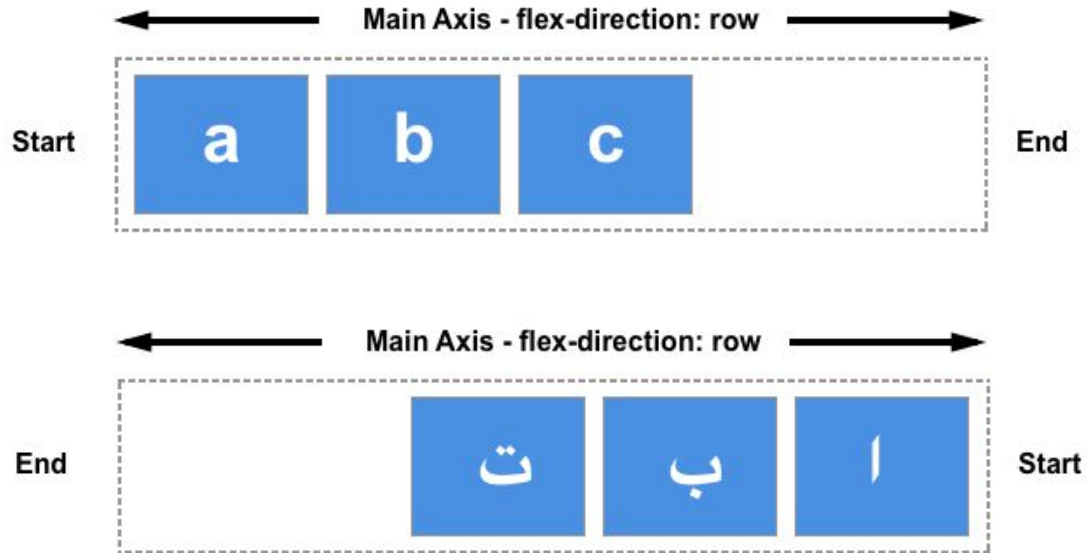 Main Axis - flex-direction: row
Start a b c End
Main Axis - flex-direction: row
End ت ب ا Start